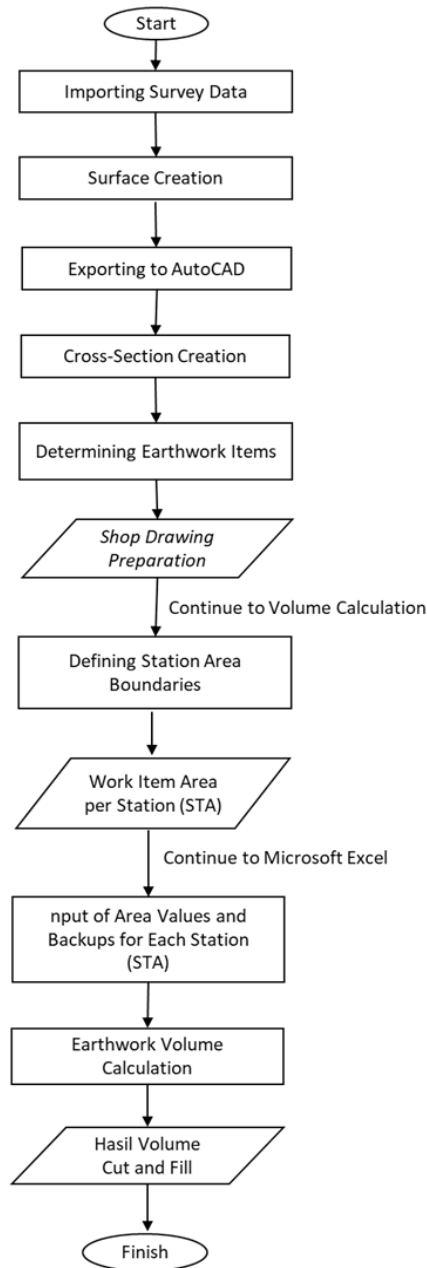 Start
Importing Survey Data
Surface Creation
Exporting to AutoCAD
Cross-Section Creation
Determining Earthwork Items
Shop Drawing
Preparation
Continue to Volume Calculation
Defining Station Area
Boundaries
Work Item Area
per Station (STA)
Continue to Microsoft Excel
nput of Area Values and
Backups for Each Station
(STA)
Earthwork Volume
Calculation
Hasil Volume
Cut and Fill
Finish